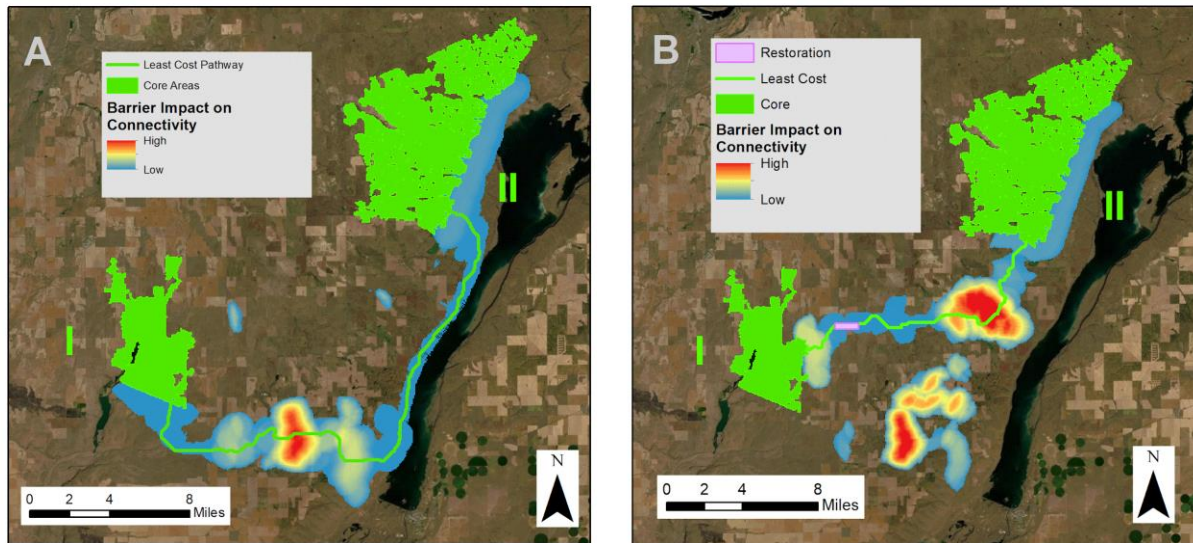 A
Least Cost Pathway
Core Areas
Barrier Impact on
Connectivity
High
Low
II
I
0 2 4 8
Miles
N
B
Restoration
Least Cost
Core
Barrier Impact on
Connectivity
High
Low
II
I
0 2 4 8
Miles
N